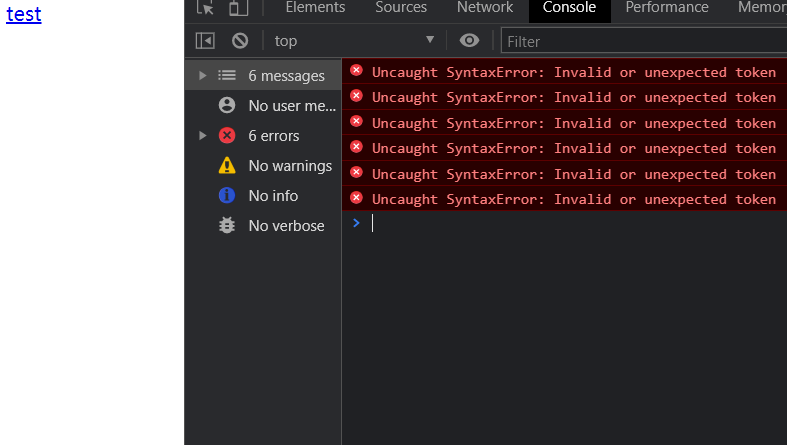 test
Elements Sources Network Console Performance Memor
top Filter
6 messages
No user me...
6 errors
No warnings
No info
No verbose
Uncaught SyntaxError: Invalid or unexpected token
Uncaught SyntaxError: Invalid or unexpected token
Uncaught SyntaxError: Invalid or unexpected token
Uncaught SyntaxError: Invalid or unexpected token
Uncaught SyntaxError: Invalid or unexpected token
Uncaught SyntaxError: Invalid or unexpected token